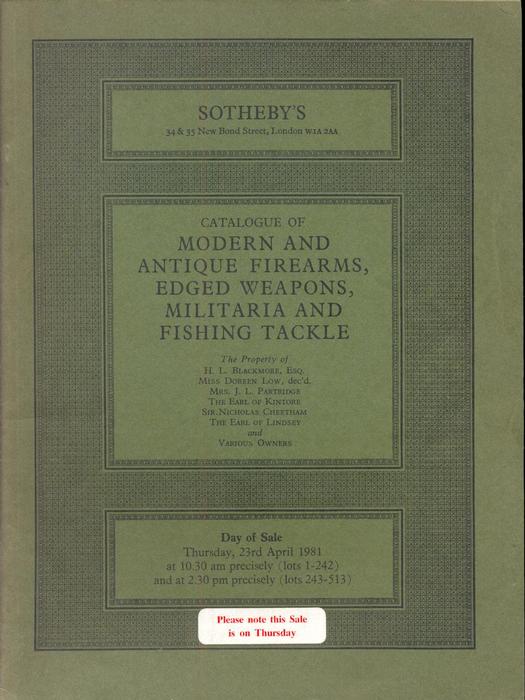 SOTHEBY'S
34 & 35 New Bond Street, London W1A 2AA
CATALOGUE OF
MODERN AND
ANTIQUE FIREARMS,
EDGED WEAPONS,
MILITARIA AND
FISHING TACKLE
The Property of
H. L. BLACKMORE, ESQ.
MISS DOREEN LOW, dec'd.
MRS. J. L. PARTRIDGE
THE EARL OF KINTORE
SIR NICHOLAS CHEETHAM
THE EARL OF LINDSEY
and
VARIOUS OWNERS
Day of Sale
Thursday, 23rd April 1981
at 10.30 am precisely (lots 1-242)
and at 2.30 pm precisely (lots 243-513)
Please note this Sale
is on Thursday